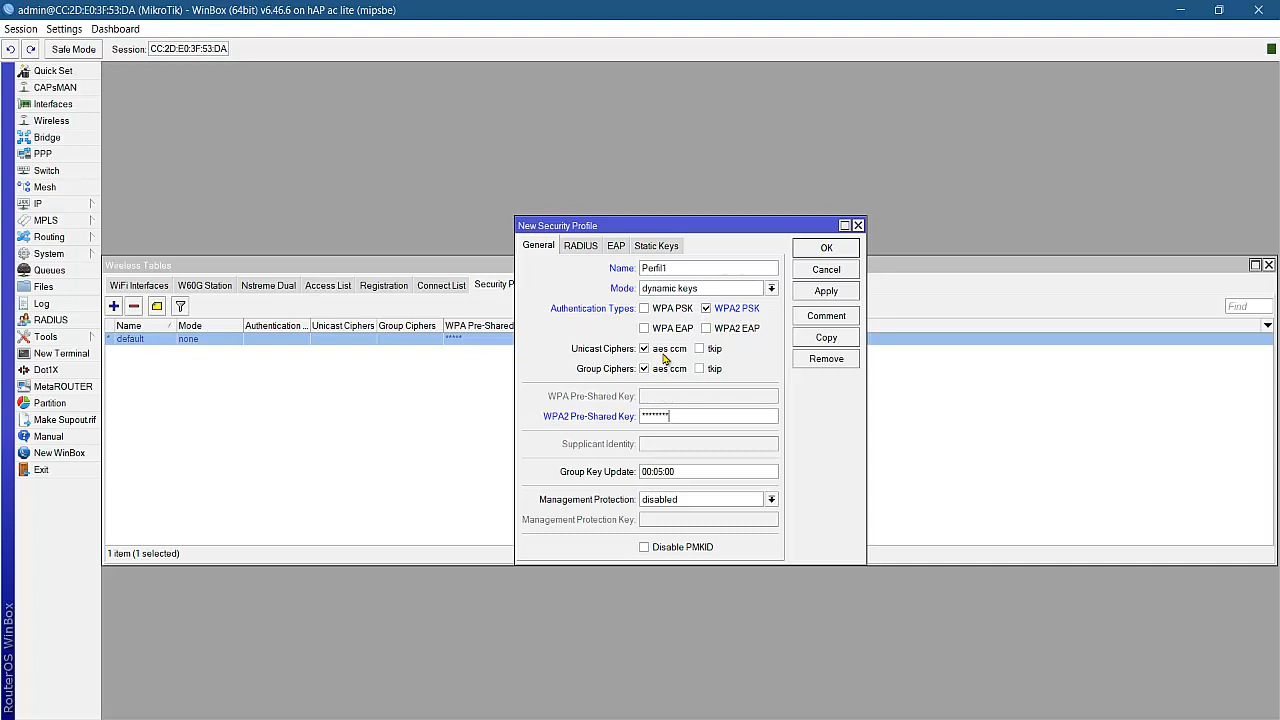 admin@CC:2D:E0:3F:53:DA (MikroTik) - WinBox (64bit) v6.46.6 on hAP ac lite (mipsbe)
Session Settings Dashboard
Safe Mode Session: CC:2D:E0:3F:53:DA
Quick Set
CAPsMAN
Interfaces
Wireless
Bridge
PPP
Switch
Mesh
IP
MPLS
Routing
System
Queues
Files
Log
RADIUS
Tools
New Terminal
Dot1X
MetaROUTER
Partition
Make Supout.rif
Manual
New WinBox
Exit
RouterOS WinBox
Wireless Tables
WiFi Interfaces W60G Station Nstreme Dual Access List Registration Connect List Security P
Find
Name Mode Authentication ... Unicast Ciphers Group Ciphers WPA Pre-Shared
* default none *****
1 item (1 selected)
New Security Profile
General RADIUS EAP Static Keys
Name: Perfil1
Mode: dynamic keys
Authentication Types: WPA PSK WPA2 PSK
WPA EAP WPA2 EAP
Unicast Ciphers: aes ccm tkip
Group Ciphers: aes ccm tkip
WPA Pre-Shared Key:
WPA2 Pre-Shared Key: ********
Supplicant Identity:
Group Key Update: 00:05:00
Management Protection: disabled
Management Protection Key:
Disable PMKID
OK
Cancel
Apply
Comment
Copy
Remove